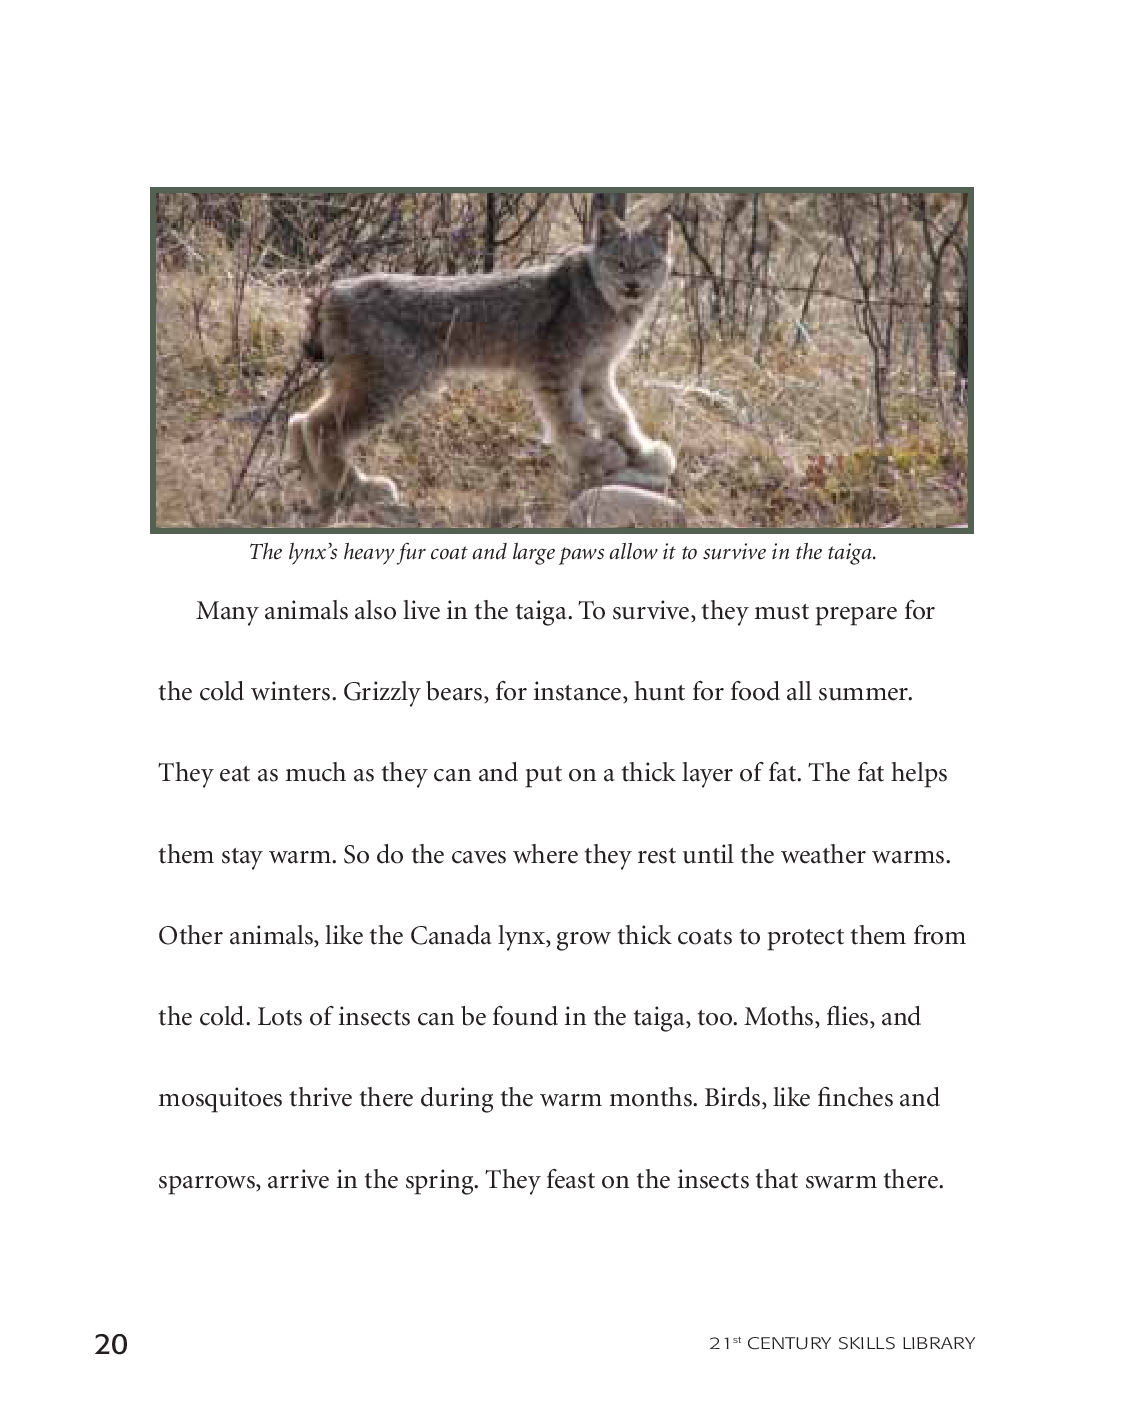 The lynx’s heavy fur coat and large paws allow it to survive in the taiga.
Many animals also live in the taiga. To survive, they must prepare for
the cold winters. Grizzly bears, for instance, hunt for food all summer.
They eat as much as they can and put on a thick layer of fat. The fat helps
them stay warm. So do the caves where they rest until the weather warms.
Other animals, like the Canada lynx, grow thick coats to protect them from
the cold. Lots of insects can be found in the taiga, too. Moths, flies, and
mosquitoes thrive there during the warm months. Birds, like finches and
sparrows, arrive in the spring. They feast on the insects that swarm there.
20
21st CENTURY SKILLS LIBRARY